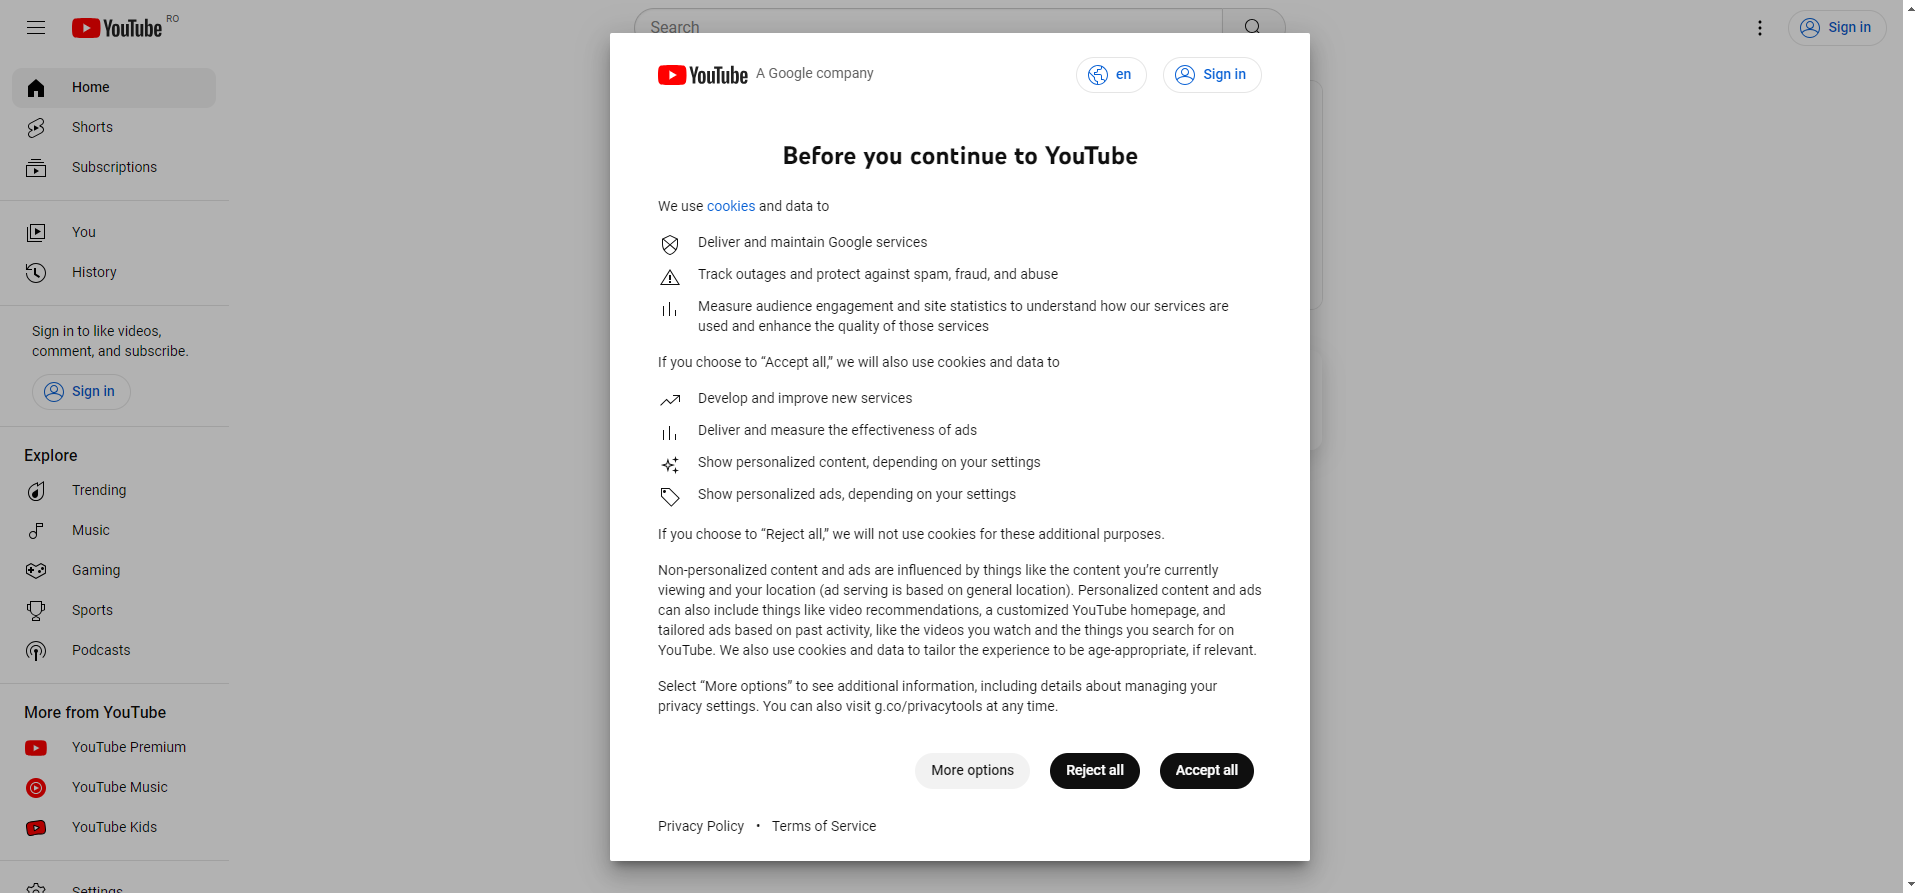 YouTube RO
Search
Sign in
Home
Shorts
Subscriptions
You
History
Sign in to like videos,
comment, and subscribe.
Sign in
Explore
Trending
Music
Gaming
Sports
Podcasts
More from YouTube
YouTube Premium
YouTube Music
YouTube Kids
Settings
YouTube A Google company
en
Sign in
Before you continue to YouTube
We use cookies and data to
Deliver and maintain Google services
Track outages and protect against spam, fraud, and abuse
Measure audience engagement and site statistics to understand how our services are
used and enhance the quality of those services
If you choose to “Accept all,” we will also use cookies and data to
Develop and improve new services
Deliver and measure the effectiveness of ads
Show personalized content, depending on your settings
Show personalized ads, depending on your settings
If you choose to “Reject all,” we will not use cookies for these additional purposes.
Non-personalized content and ads are influenced by things like the content you’re currently
viewing and your location (ad serving is based on general location). Personalized content and ads
can also include things like video recommendations, a customized YouTube homepage, and
tailored ads based on past activity, like the videos you watch and the things you search for on
YouTube. We also use cookies and data to tailor the experience to be age-appropriate, if relevant.
Select “More options” to see additional information, including details about managing your
privacy settings. You can also visit g.co/privacytools at any time.
More options
Reject all
Accept all
Privacy Policy • Terms of Service